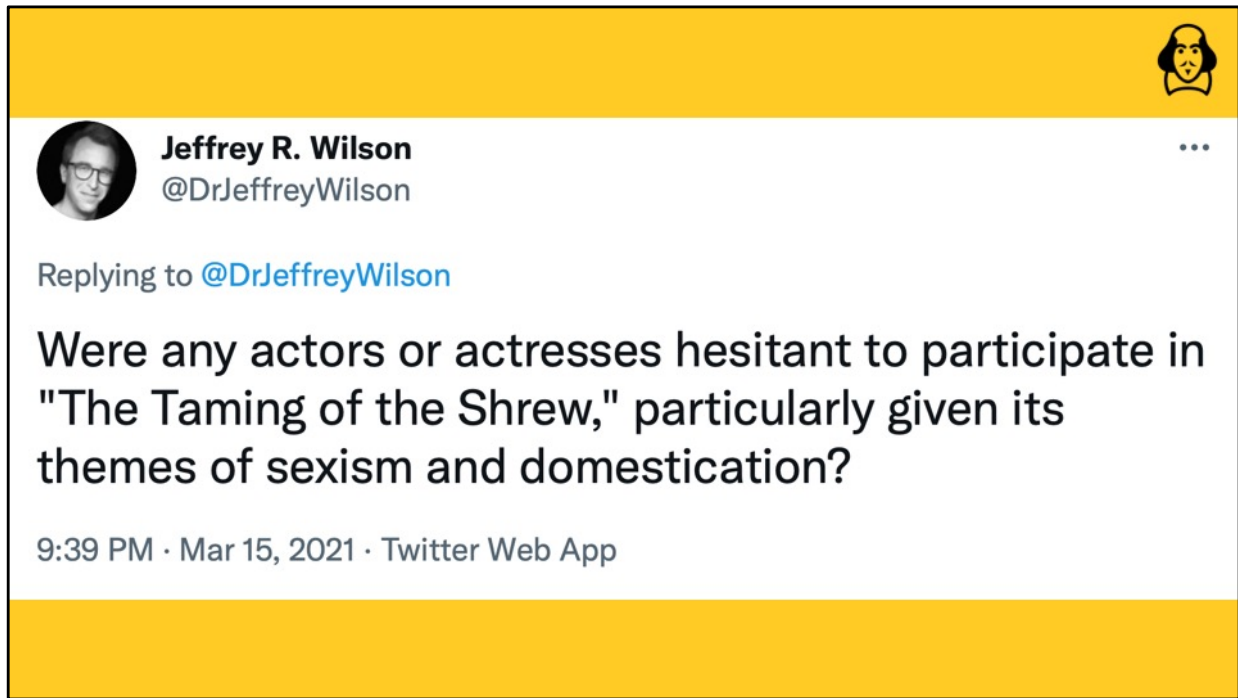 Jeffrey R. Wilson
@DrJeffreyWilson
Replying to @DrJeffreyWilson
Were any actors or actresses hesitant to participate in
"The Taming of the Shrew," particularly given its
themes of sexism and domestication?
9:39 PM · Mar 15, 2021 · Twitter Web App